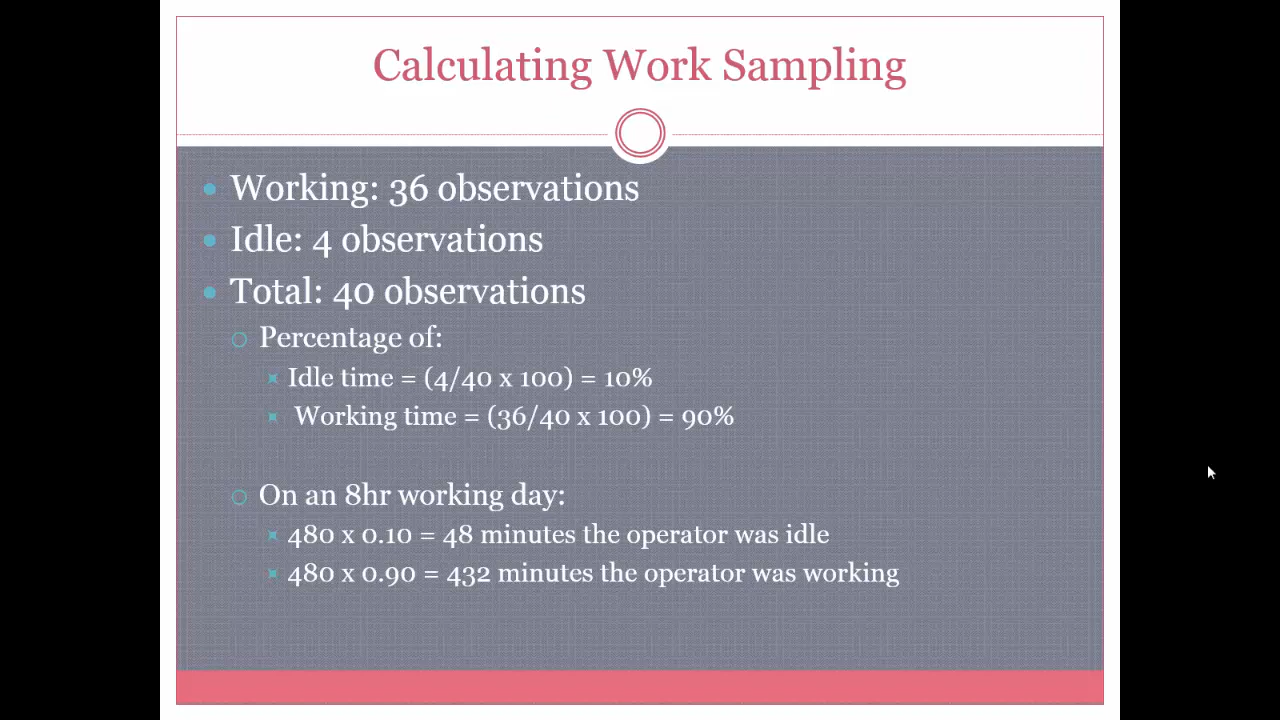 Calculating Work Sampling
Working: 36 observations
Idle: 4 observations
Total: 40 observations
Percentage of:
Idle time = (4/40 x 100) = 10%
Working time = (36/40 x 100) = 90%
On an 8hr working day:
480 x 0.10 = 48 minutes the operator was idle
480 x 0.90 = 432 minutes the operator was working